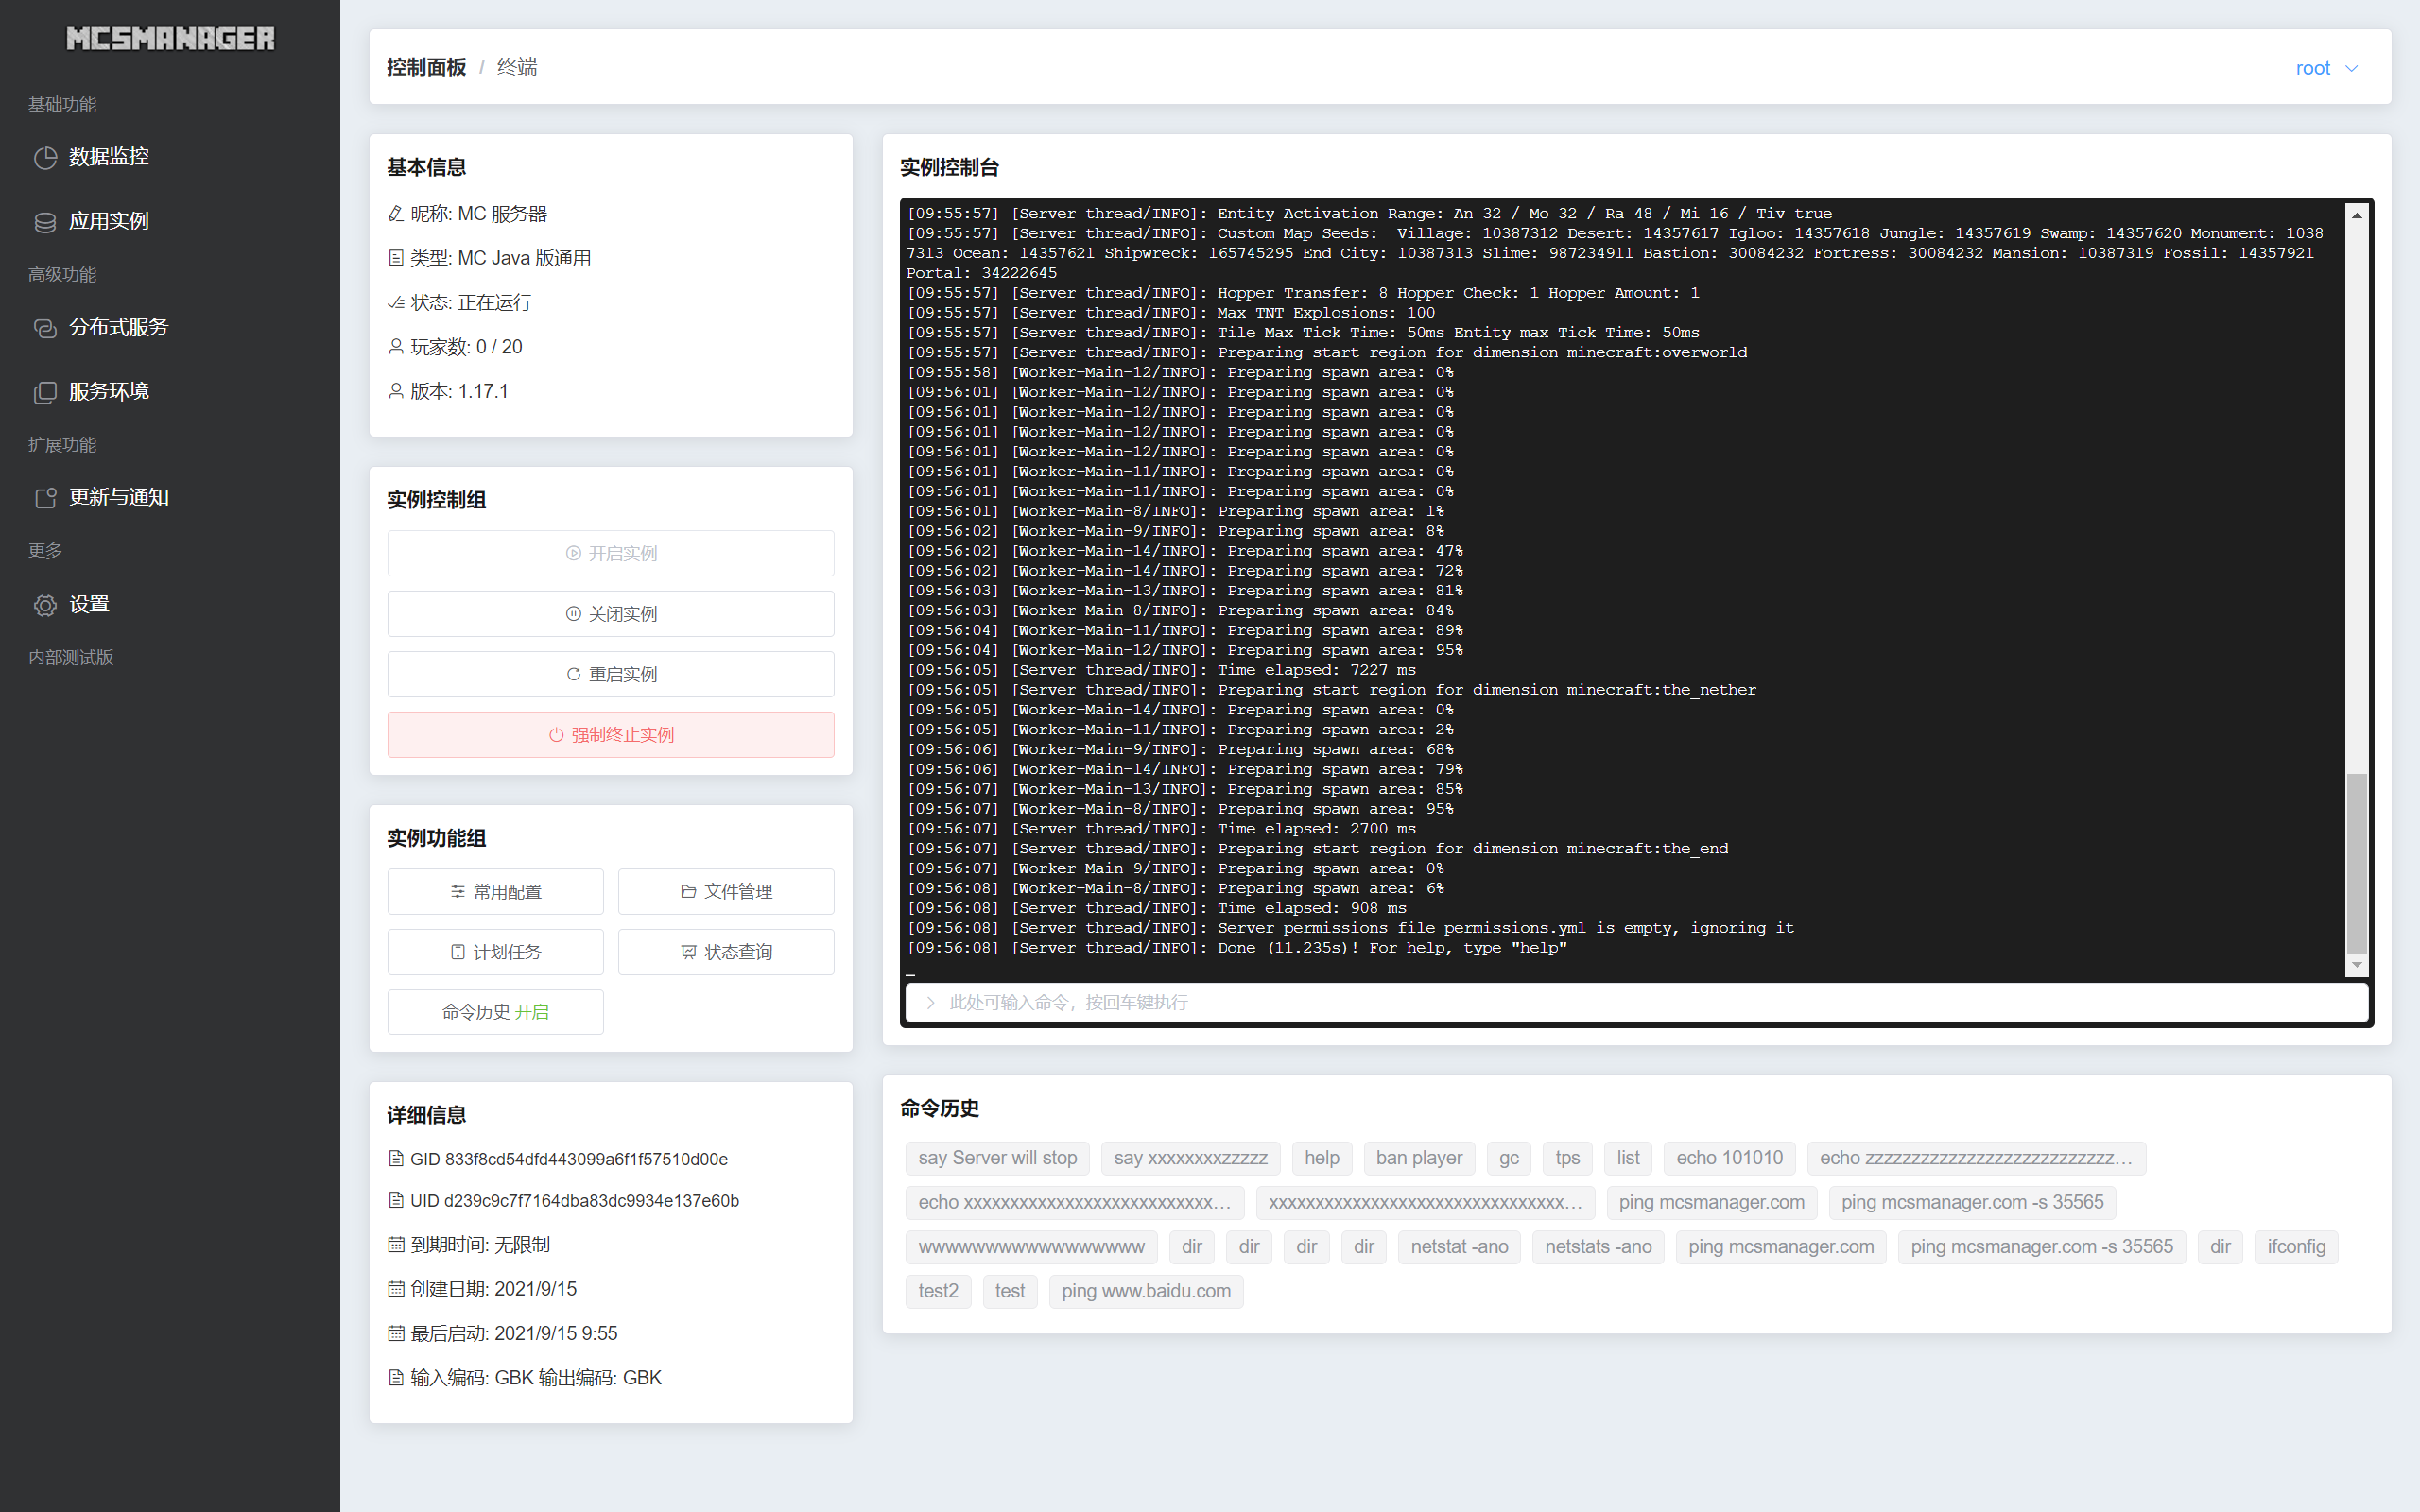 MCSMANAGER
基础功能
数据监控
应用实例
高级功能
分布式服务
服务环境
扩展功能
更新与通知
更多
设置
内部测试版
控制面板 / 终端
root
基本信息
昵称: MC 服务器
类型: MC Java 版通用
状态: 正在运行
玩家数: 0 / 20
版本: 1.17.1
实例控制组
开启实例
关闭实例
重启实例
强制终止实例
实例功能组
常用配置 文件管理
计划任务 状态查询
命令历史 开启
详细信息
GID 833f8cd54dfd443099a6f1f57510d00e
UID d239c9c7f7164dba83dc9934e137e60b
到期时间: 无限制
创建日期: 2021/9/15
最后启动: 2021/9/15 9:55
输入编码: GBK 输出编码: GBK
实例控制台
[09:55:57] [Server thread/INFO]: Entity Activation Range: An 32 / Mo 32 / Ra 48 / Mi 16 / Tiv true
[09:55:57] [Server thread/INFO]: Custom Map Seeds:  Village: 10387312 Desert: 14357617 Igloo: 14357618 Jungle: 14357619 Swamp: 14357620 Monument: 1038
7313 Ocean: 14357621 Shipwreck: 165745295 End City: 10387313 Slime: 987234911 Bastion: 30084232 Fortress: 30084232 Mansion: 10387319 Fossil: 14357921
Portal: 34222645
[09:55:57] [Server thread/INFO]: Hopper Transfer: 8 Hopper Check: 1 Hopper Amount: 1
[09:55:57] [Server thread/INFO]: Max TNT Explosions: 100
[09:55:57] [Server thread/INFO]: Tile Max Tick Time: 50ms Entity max Tick Time: 50ms
[09:55:57] [Server thread/INFO]: Preparing start region for dimension minecraft:overworld
[09:55:58] [Worker-Main-12/INFO]: Preparing spawn area: 0%
[09:56:01] [Worker-Main-12/INFO]: Preparing spawn area: 0%
[09:56:01] [Worker-Main-12/INFO]: Preparing spawn area: 0%
[09:56:01] [Worker-Main-12/INFO]: Preparing spawn area: 0%
[09:56:01] [Worker-Main-12/INFO]: Preparing spawn area: 0%
[09:56:01] [Worker-Main-11/INFO]: Preparing spawn area: 0%
[09:56:01] [Worker-Main-11/INFO]: Preparing spawn area: 0%
[09:56:01] [Worker-Main-8/INFO]: Preparing spawn area: 1%
[09:56:02] [Worker-Main-9/INFO]: Preparing spawn area: 8%
[09:56:02] [Worker-Main-14/INFO]: Preparing spawn area: 47%
[09:56:02] [Worker-Main-14/INFO]: Preparing spawn area: 72%
[09:56:03] [Worker-Main-13/INFO]: Preparing spawn area: 81%
[09:56:03] [Worker-Main-8/INFO]: Preparing spawn area: 84%
[09:56:04] [Worker-Main-11/INFO]: Preparing spawn area: 89%
[09:56:04] [Worker-Main-12/INFO]: Preparing spawn area: 95%
[09:56:05] [Server thread/INFO]: Time elapsed: 7227 ms
[09:56:05] [Server thread/INFO]: Preparing start region for dimension minecraft:the_nether
[09:56:05] [Worker-Main-14/INFO]: Preparing spawn area: 0%
[09:56:05] [Worker-Main-11/INFO]: Preparing spawn area: 2%
[09:56:06] [Worker-Main-9/INFO]: Preparing spawn area: 68%
[09:56:06] [Worker-Main-14/INFO]: Preparing spawn area: 79%
[09:56:07] [Worker-Main-13/INFO]: Preparing spawn area: 85%
[09:56:07] [Worker-Main-8/INFO]: Preparing spawn area: 95%
[09:56:07] [Server thread/INFO]: Time elapsed: 2700 ms
[09:56:07] [Server thread/INFO]: Preparing start region for dimension minecraft:the_end
[09:56:07] [Worker-Main-9/INFO]: Preparing spawn area: 0%
[09:56:08] [Worker-Main-8/INFO]: Preparing spawn area: 6%
[09:56:08] [Server thread/INFO]: Time elapsed: 908 ms
[09:56:08] [Server thread/INFO]: Server permissions file permissions.yml is empty, ignoring it
[09:56:08] [Server thread/INFO]: Done (11.235s)! For help, type "help"
此处可输入命令，按回车键执行
命令历史
say Server will stop say xxxxxxxxzzzzz help ban player gc tps list echo 101010 echo zzzzzzzzzzzzzzzzzzzzzzzzzzz…
echo xxxxxxxxxxxxxxxxxxxxxxxxxxx… xxxxxxxxxxxxxxxxxxxxxxxxxxxxxxxx… ping mcsmanager.com ping mcsmanager.com -s 35565
wwwwwwwwwwwwwwwww dir dir dir dir netstat -ano netstats -ano ping mcsmanager.com ping mcsmanager.com -s 35565 dir ifconfig
test2 test ping www.baidu.com